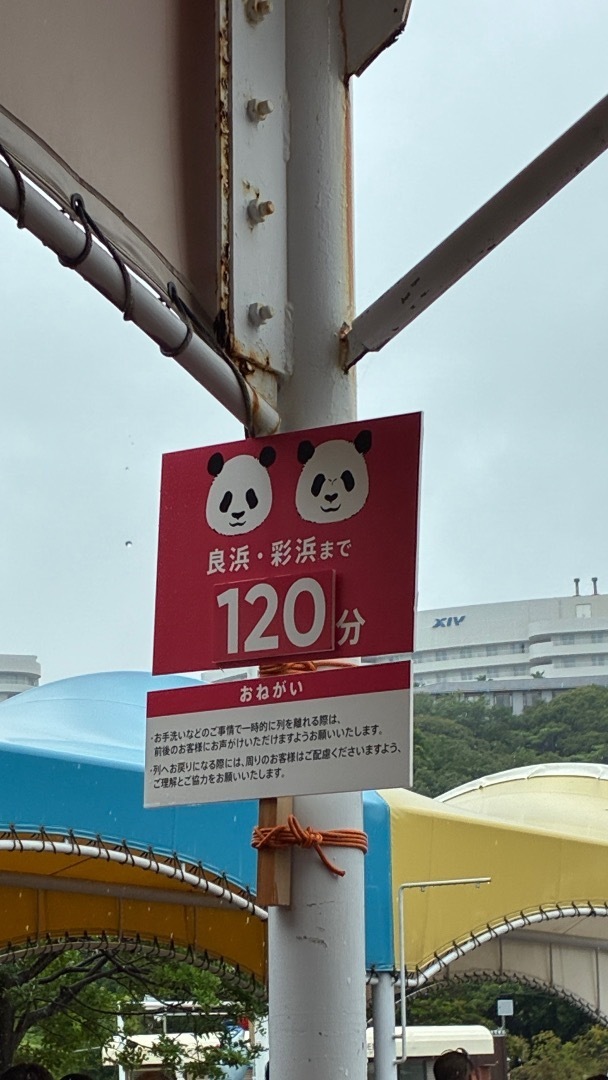 良浜・彩浜まで
120分
XIV
おねがい
・お手洗いなどのご事情で一時的に列を離れる際は、
前後のお客様にお声がけいただけますようお願いいたします。
・列へお戻りになる際には、周りのお客様はご配慮くださいますよう、
ご理解とご協力をお願いいたします。